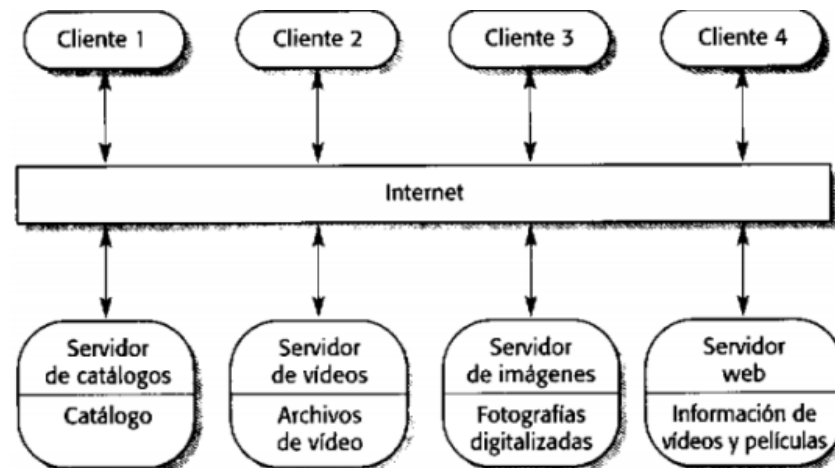 Cliente 1
Cliente 2
Cliente 3
Cliente 4
Internet
Servidor
de catálogos
Catálogo
Servidor
de vídeos
Archivos
de vídeo
Servidor
de imágenes
Fotografías
digitalizadas
Servidor
web
Información de
vídeos y películas